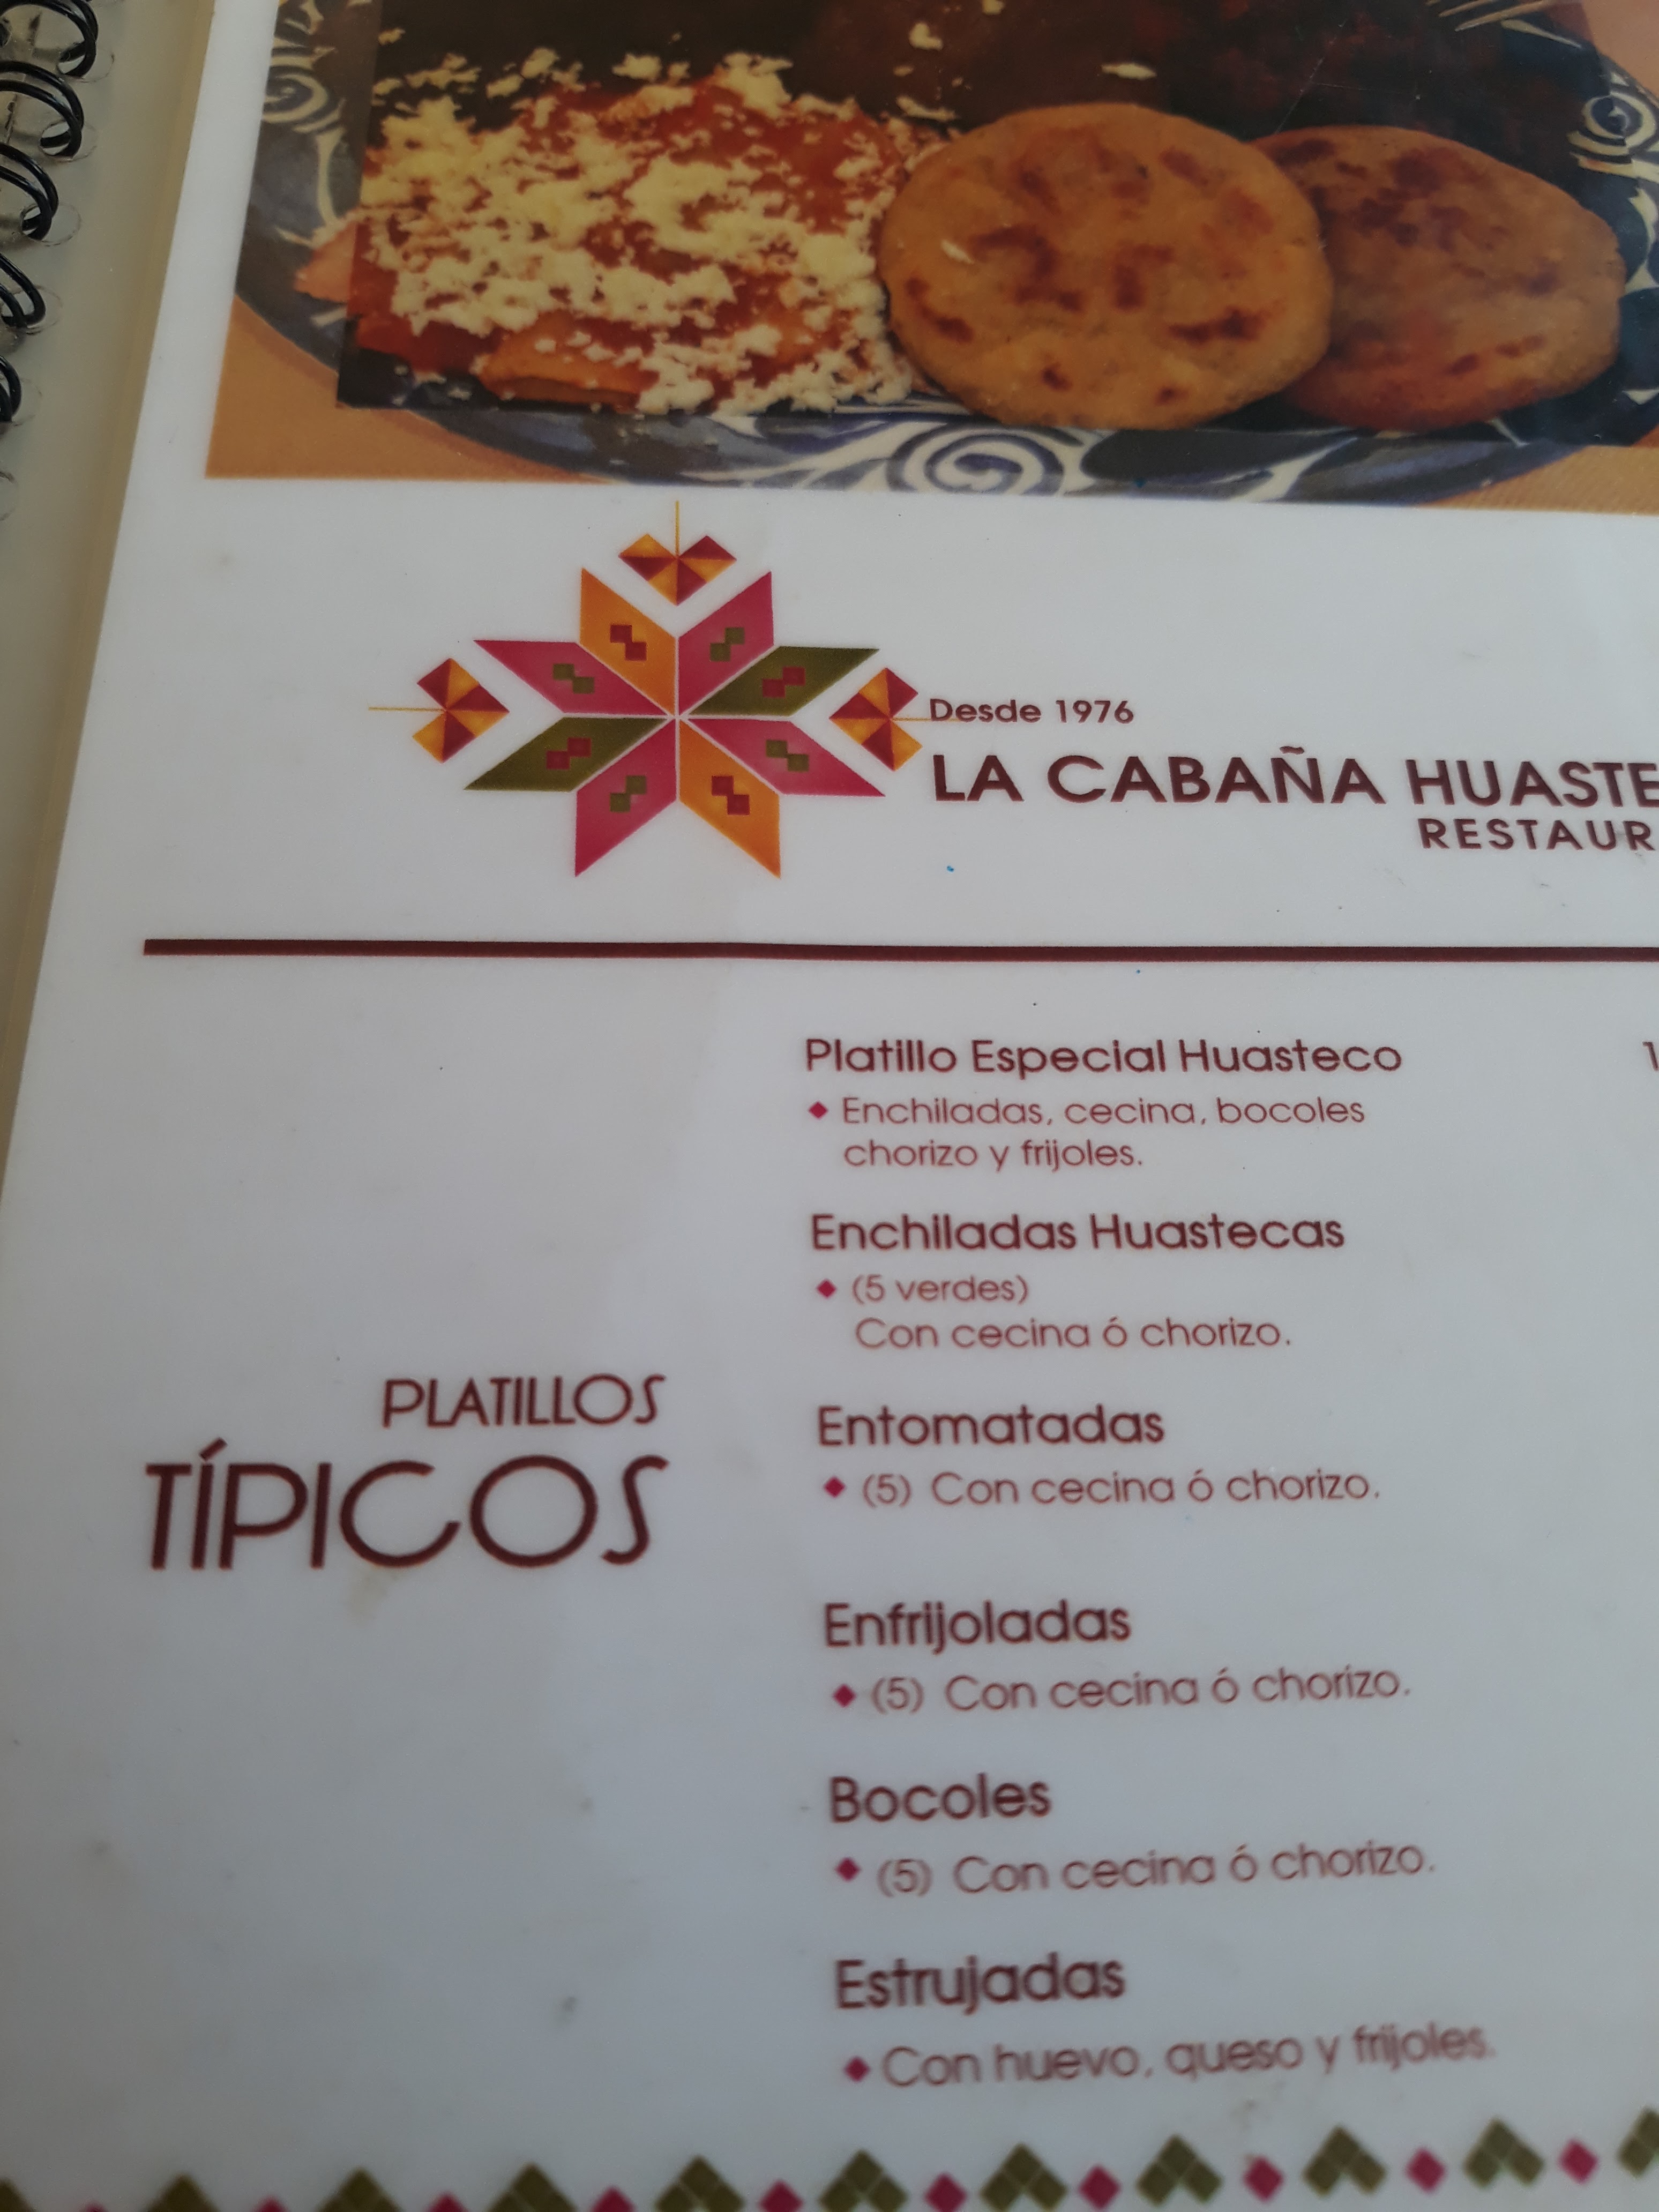 Desde 1976
LA CABAÑA HUASTE
RESTAUR
PLATILLOS
TÍPICOS
Platillo Especial Huasteco 1
Enchiladas, cecina, bocoles
chorizo y frijoles.
Enchiladas Huastecas
(5 verdes)
Con cecina ó chorizo.
Entomatadas
(5) Con cecina ó chorizo.
Enfrijoladas
(5) Con cecina ó chorizo.
Bocoles
(5) Con cecina ó chorizo.
Estrujadas
Con huevo, queso y frijoles.